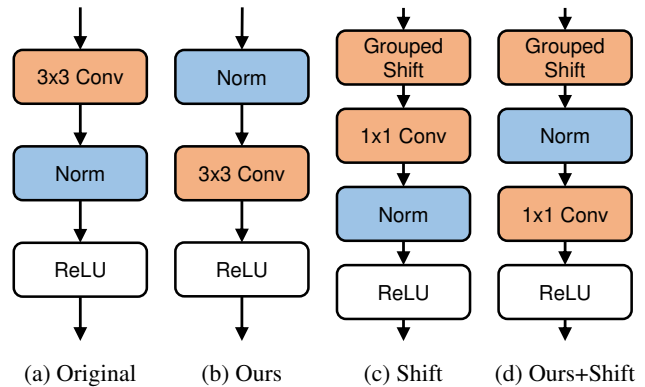 3x3 Conv
Norm
ReLU
(a) Original
Norm
3x3 Conv
ReLU
(b) Ours
Grouped
Shift
1x1 Conv
Norm
ReLU
(c) Shift
Grouped
Shift
Norm
1x1 Conv
ReLU
(d) Ours+Shift